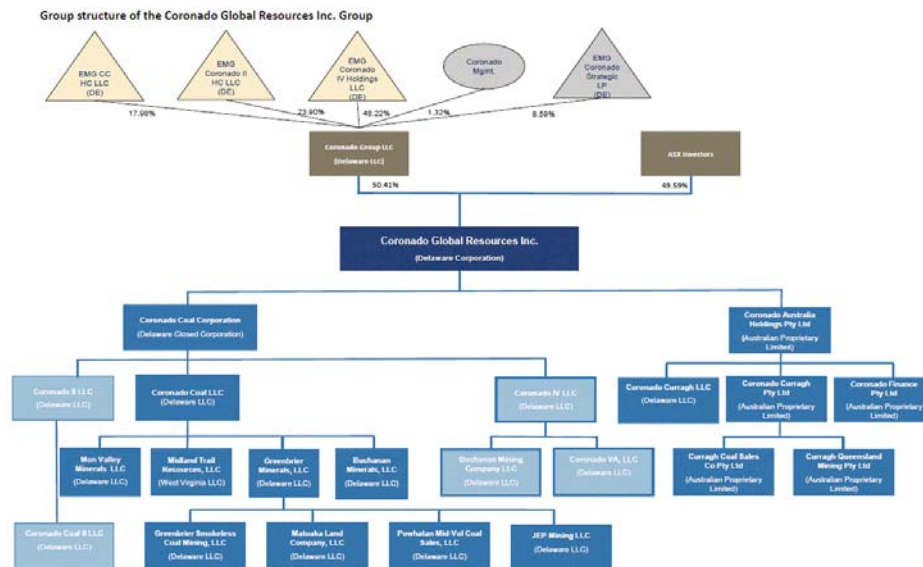 Group structure of the Coronado Global Resources Inc. Group
EMG CC
HC LLC
(DE)
EMG
Coronado II
HC LLC
(DE)
EMG
Coronado
IV Holdings
LLC
(DE)
Coronado
Mgmt.
EMG
Coronado
Strategic
LP
(DE)
17.98%
23.90%
48.22%
1.32%
8.59%
Coronado Group LLC
(Delaware LLC)
ASX Investors
50.41%
49.59%
Coronado Global Resources Inc.
(Delaware Corporation)
Coronado Coal Corporation
(Delaware Closed Corporation)
Coronado Australia
Holdings Pty Ltd
(Australian Proprietary
Limited)
Coronado II LLC
(Delaware LLC)
Coronado Coal LLC
(Delaware LLC)
Coronado IV LLC
(Delaware LLC)
Coronado Curragh LLC
(Delaware LLC)
Coronado Curragh
Pty Ltd
(Australian Proprietary
Limited)
Coronado Finance
Pty Ltd
(Australian Proprietary
Limited)
Mon Valley
Minerals LLC
(Delaware LLC)
Midland Trail
Resources, LLC
(West Virginia LLC)
Greenbrier
Minerals, LLC
(Delaware LLC)
Buchanan
Minerals, LLC
(Delaware LLC)
Buchanan Mining
Company LLC
(Delaware LLC)
Coronado VA, LLC
(Delaware LLC)
Curragh Coal Sales
Co Pty Ltd
(Australian Proprietary
Limited)
Curragh Queensland
Mining Pty Ltd
(Australian Proprietary
Limited)
Coronado Coal II LLC
(Delaware LLC)
Greenbrier Smokeless
Coal Mining, LLC
(Delaware LLC)
Matoaka Land
Company, LLC
(Delaware LLC)
Powhatan Mid-Vol Coal
Sales, LLC
(Delaware LLC)
JEP Mining LLC
(Delaware LLC)